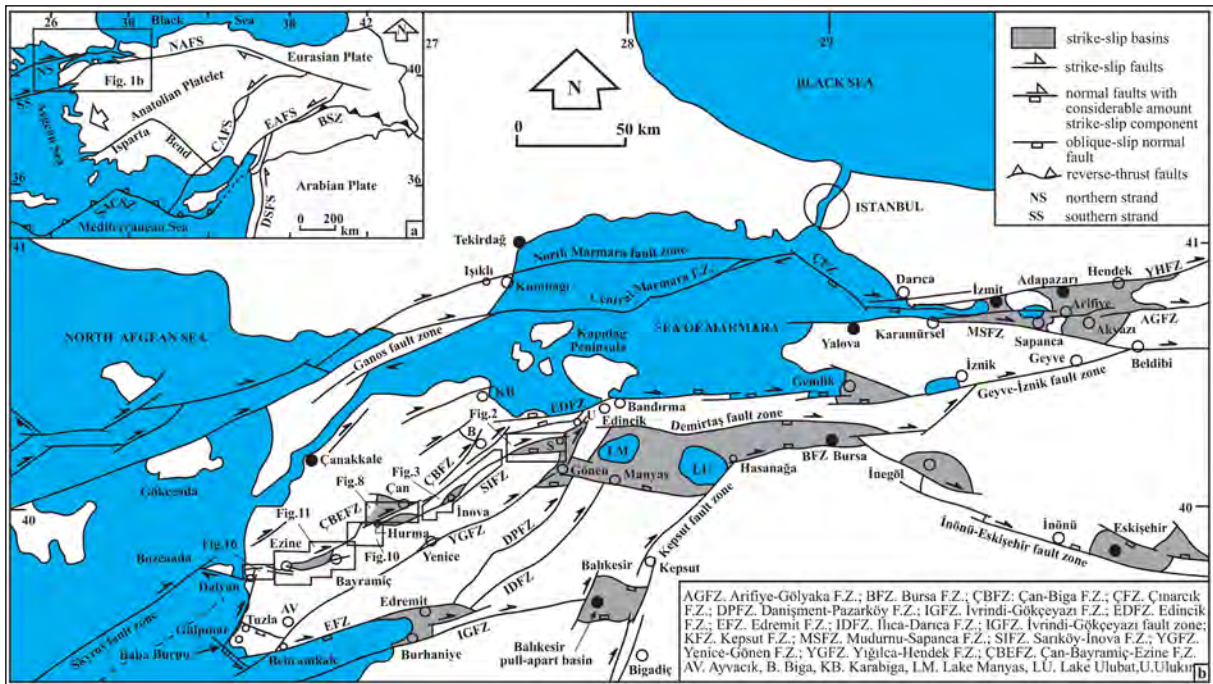 26
30
38
42
Black Sea
N
27
NAFS
Eurasian Plate
40
NS
Fig. 1b
SS
Anatolian Platelet
Aegean Sea
CAFS
EAFS
BSZ
Isparta Bend
36
36
Arabian Plate
DSFS
Mediterranean Sea
0 200
km
a
28
29
N
0 50 km
BLACK SEA
ISTANBUL
strike-slip basins
strike-slip faults
normal faults with
considerable amount
strike-slip component
oblique-slip normal
fault
reverse-thrust faults
NS northern strand
SS southern strand
41
41
Tekirdağ
Işıklı
Kumbağı
North Marmara fault zone
Central Marmara F.Z.
ÇFZ
Darıca
İzmit
Adapazarı
Hendek
YHFZ
Arifiye
AGFZ
Akyazı
NORTH AEGEAN SEA
Ganos fault zone
Kapıdağ
Peninsula
SEA OF MARMARA
Yalova
Karamürsel
MSFZ
Sapanca
Geyve
Beldibi
İznik
Gemlik
Geyve-İznik fault zone
KB
EDFZ
U
Bandırma
Edincik
Fig.2
B
S
Demirtaş fault zone
LM
LU
BFZ
Bursa
Hasanağa
İnegöl
Çanakkale
ÇBFZ
Fig.3
SIFZ
Gönen
Manyas
Gökçeada
Fig.8
Çan
İnova
40
40
Fig.11
ÇBEFZ
Hurma
YGFZ
DPFZ
Kepsut fault zone
İnönü
Eskişehir
İnönü-Eskişehir fault zone
Fig.16
Ezine
Fig.10
Yenice
Bozcaada
Bayramiç
IDFZ
Balıkesir
Kepsut
Dalyan
AV
Tuzla
Edremit
EFZ
IGFZ
Gülpınar
Skyros fault zone
Baba Burnu
Behramkale
Burhaniye
Balıkesir
pull-apart basin
Bigadiç
AGFZ. Arifiye-Gölyaka F.Z.; BFZ. Bursa F.Z.; ÇBFZ: Çan-Biga F.Z.; ÇFZ. Çınarcık
F.Z.; DPFZ. Danişment-Pazarköy F.Z.; IGFZ. İvrindi-Gökçeyazı F.Z.; EDFZ. Edincik
F.Z.; EFZ. Edremit F.Z.; IDFZ. Ilıca-Darıca F.Z.; IGFZ. İvrindi-Gökçeyazı fault zone;
KFZ. Kepsut F.Z.; MSFZ. Mudurnu-Sapanca F.Z.; SIFZ. Sarıköy-İnova F.Z.; YGFZ.
Yenice-Gönen F.Z.; YGFZ. Yığılca-Hendek F.Z.; ÇBEFZ. Çan-Bayramiç-Ezine F.Z.
AV. Ayvacık, B. Biga, KB. Karabiga, LM. Lake Manyas, LU. Lake Ulubat,U.Ulukır
b